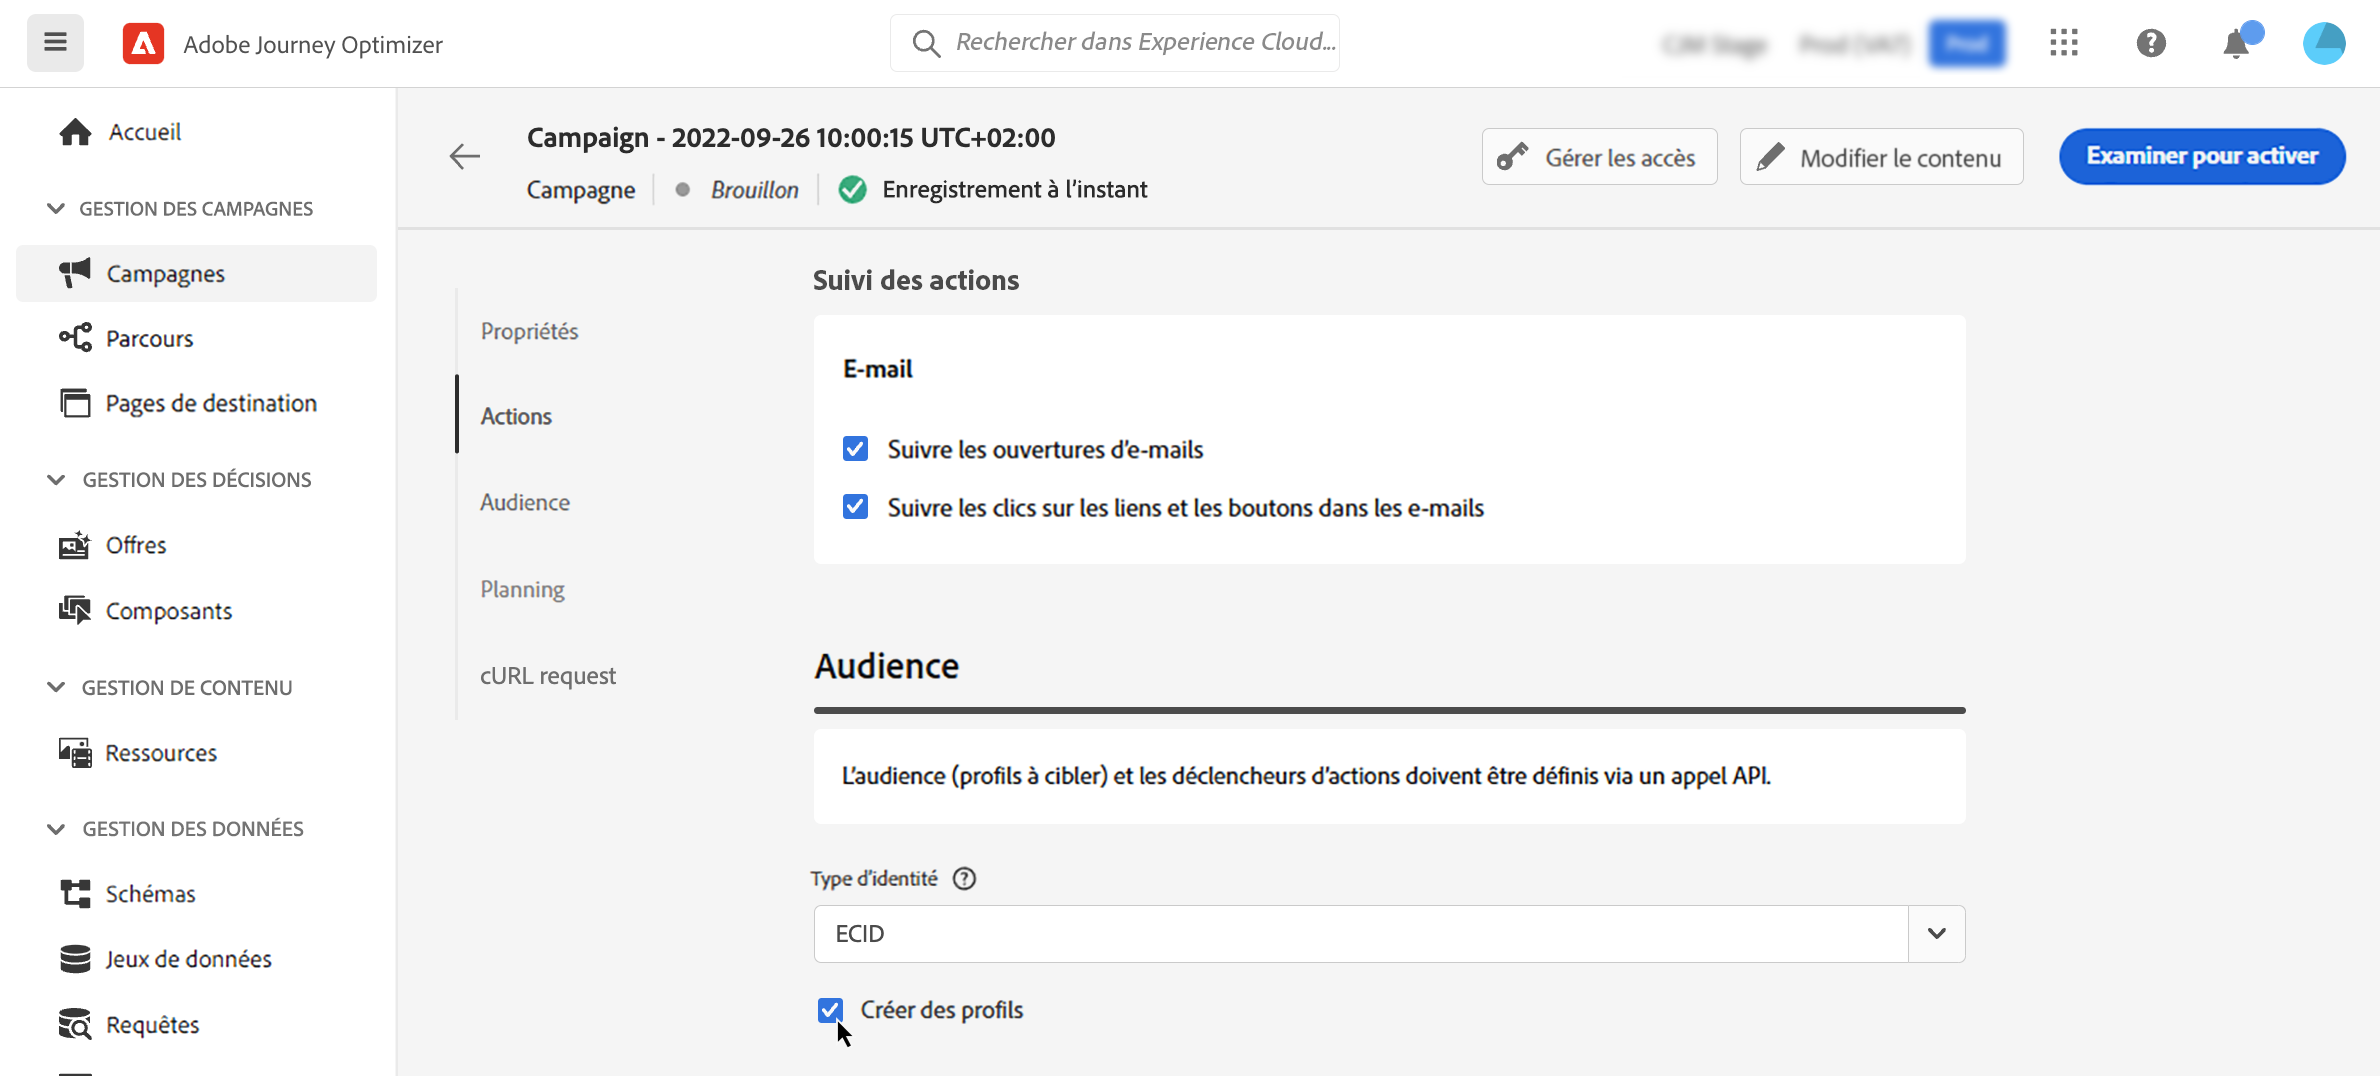 Adobe Journey Optimizer
Rechercher dans Experience Cloud...
Prod
Accueil
GESTION DES CAMPAGNES
Campagnes
Parcours
Pages de destination
GESTION DES DÉCISIONS
Offres
Composants
GESTION DE CONTENU
Ressources
GESTION DES DONNÉES
Schémas
Jeux de données
Requêtes
Campaign - 2022-09-26 10:00:15 UTC+02:00
Campagne
Brouillon
Enregistrement à l'instant
Gérer les accès
Modifier le contenu
Examiner pour activer
Propriétés
Actions
Audience
Planning
cURL request
Suivi des actions
E-mail
Suivre les ouvertures d'e-mails
Suivre les clics sur les liens et les boutons dans les e-mails
Audience
L'audience (profils à cibler) et les déclencheurs d'actions doivent être définis via un appel API.
Type d'identité
ECID
Créer des profils